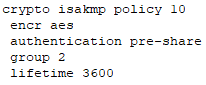 crypto isakmp policy 10
 encr aes
 authentication pre-share
 group 2
 lifetime 3600